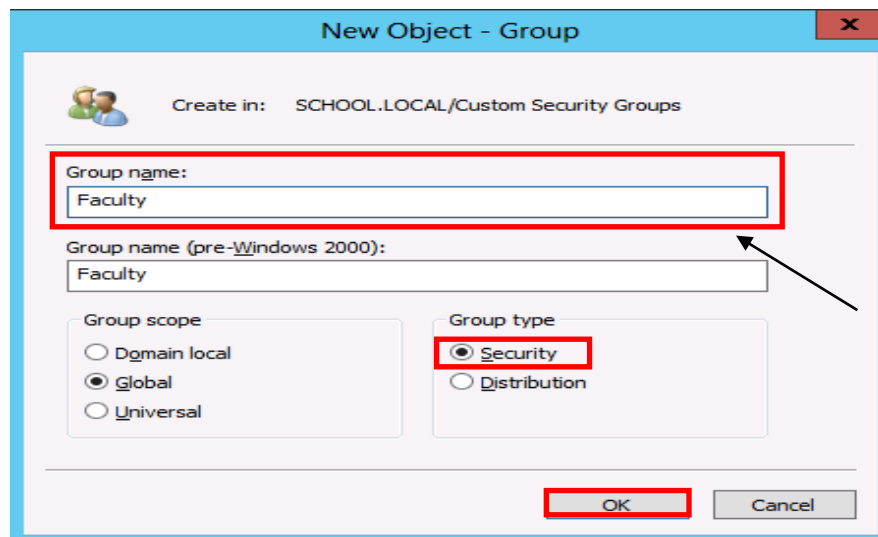 New Object - Group
x
Create in: SCHOOL.LOCAL/Custom Security Groups
Group name:
Faculty
Group name (pre-Windows 2000):
Faculty
Group scope
Domain local
Global
Universal
Group type
Security
Distribution
OK
Cancel